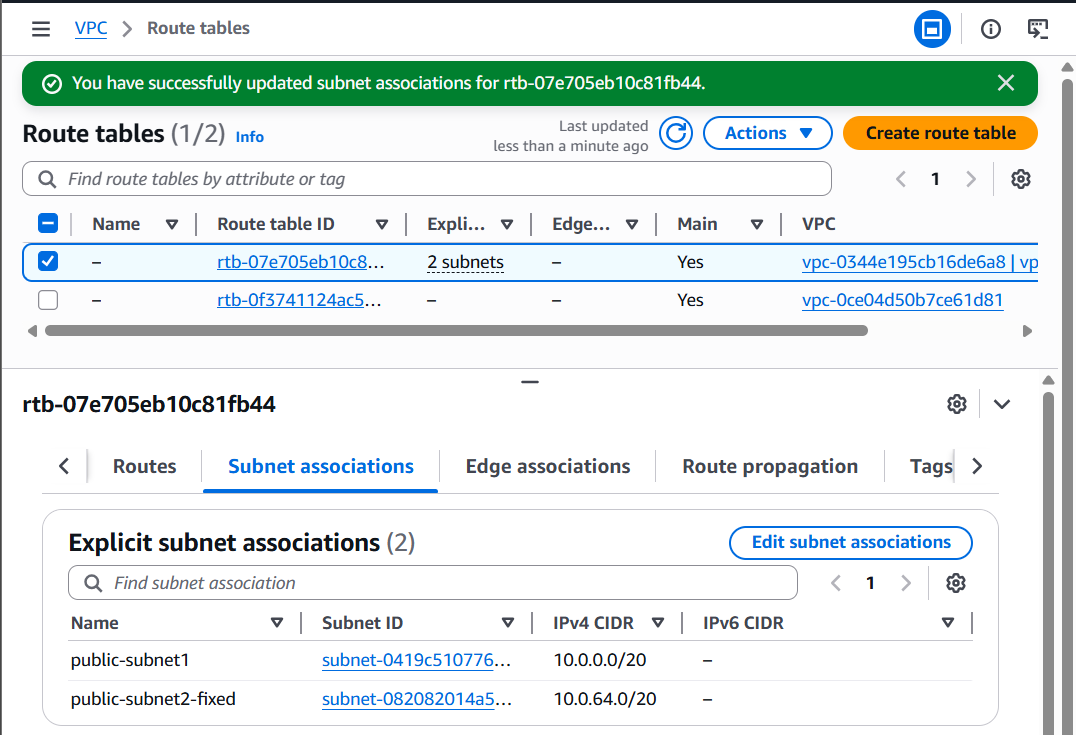 VPC > Route tables
You have successfully updated subnet associations for rtb-07e705eb10c81fb44.
Route tables (1/2) Info
Last updated
less than a minute ago
Actions
Create route table
Find route tables by attribute or tag
1
Name Route table ID Expli... Edge... Main VPC
– rtb-07e705eb10c8... 2 subnets – Yes vpc-0344e195cb16de6a8 | vp
– rtb-0f3741124ac5... – – Yes vpc-0ce04d50b7ce61d81
rtb-07e705eb10c81fb44
Routes Subnet associations Edge associations Route propagation Tags
Explicit subnet associations (2)
Edit subnet associations
Find subnet association
1
Name Subnet ID IPv4 CIDR IPv6 CIDR
public-subnet1 subnet-0419c510776... 10.0.0.0/20 –
public-subnet2-fixed subnet-082082014a5... 10.0.64.0/20 –